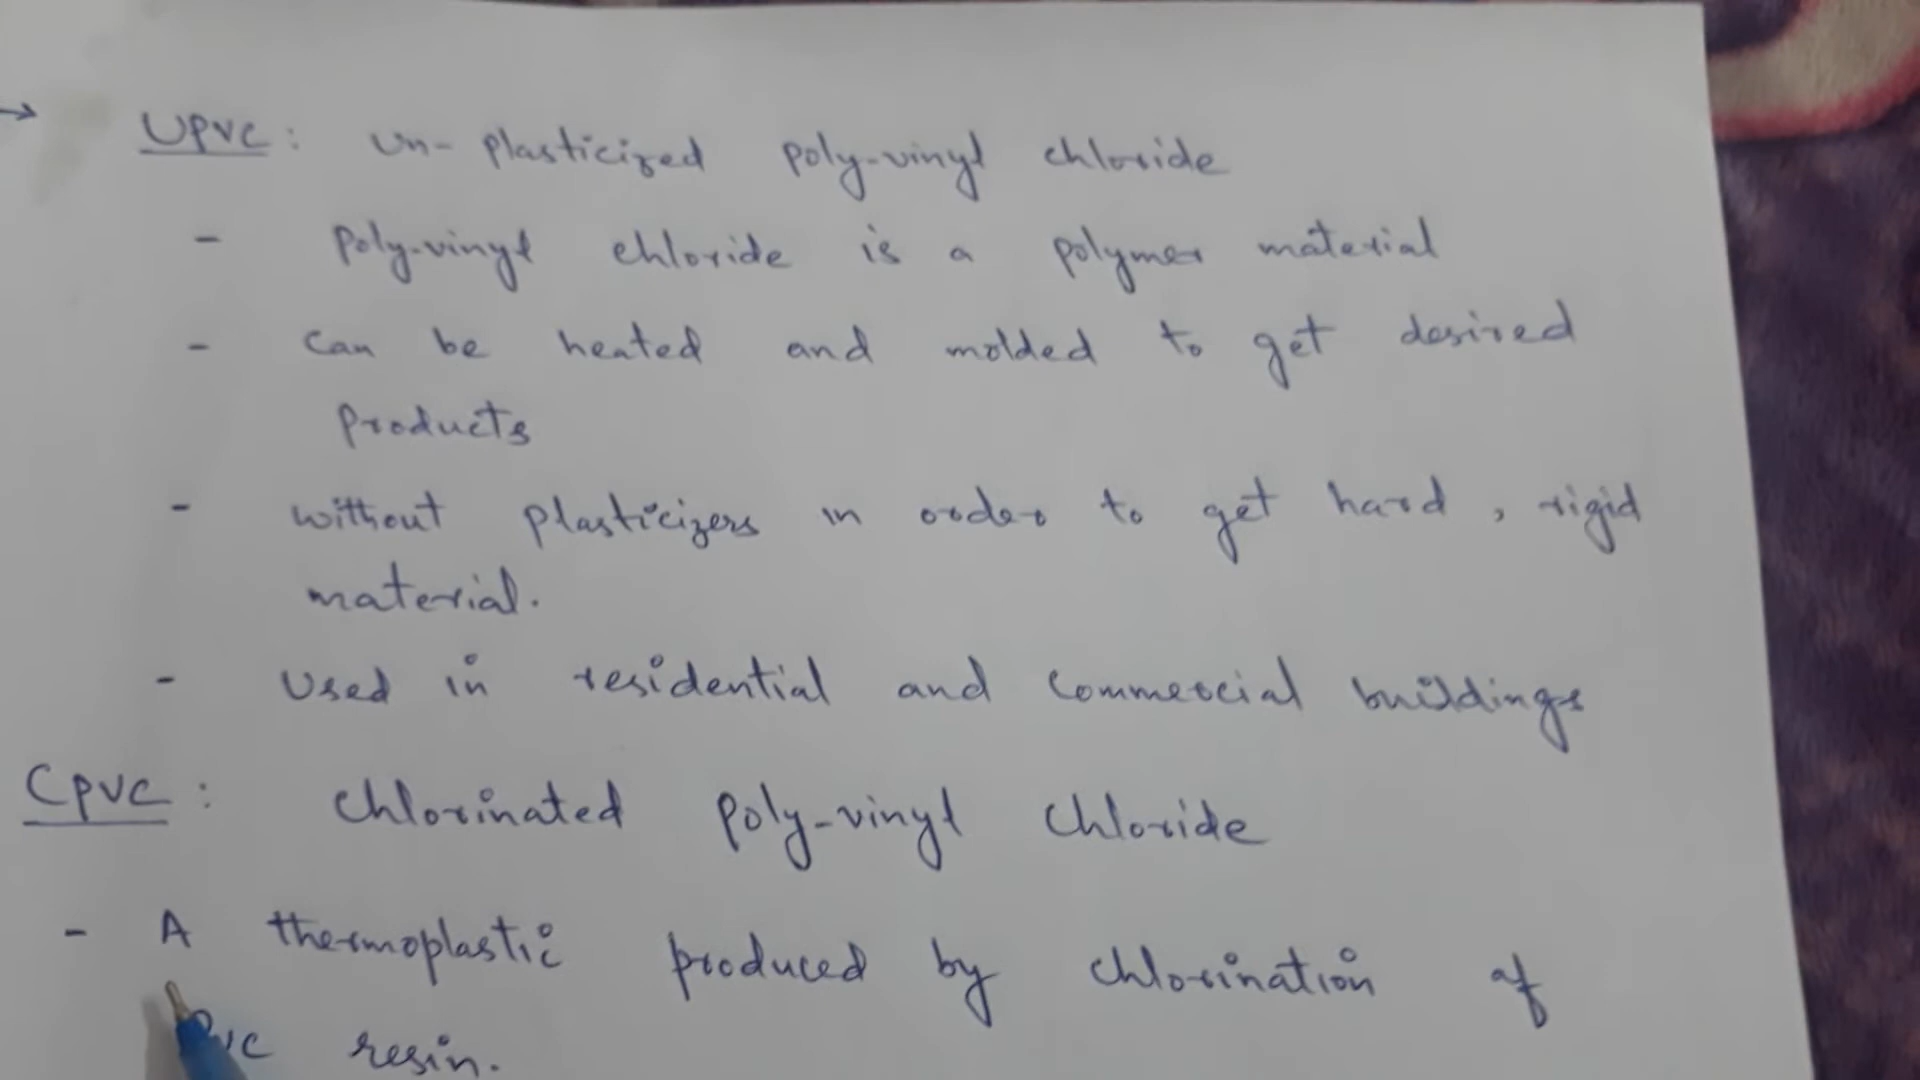 → UPVC: Un-plasticized poly-vinyl chloride
- Poly-vinyl chloride is a polymer material
- Can be heated and molded to get desired
products
- without plasticizers in order to get hard, rigid
material.
- Used in residential and commercial buildings
CPVC: Chlorinated poly-vinyl chloride
- A thermoplastic produced by chlorination of
PVC resin.